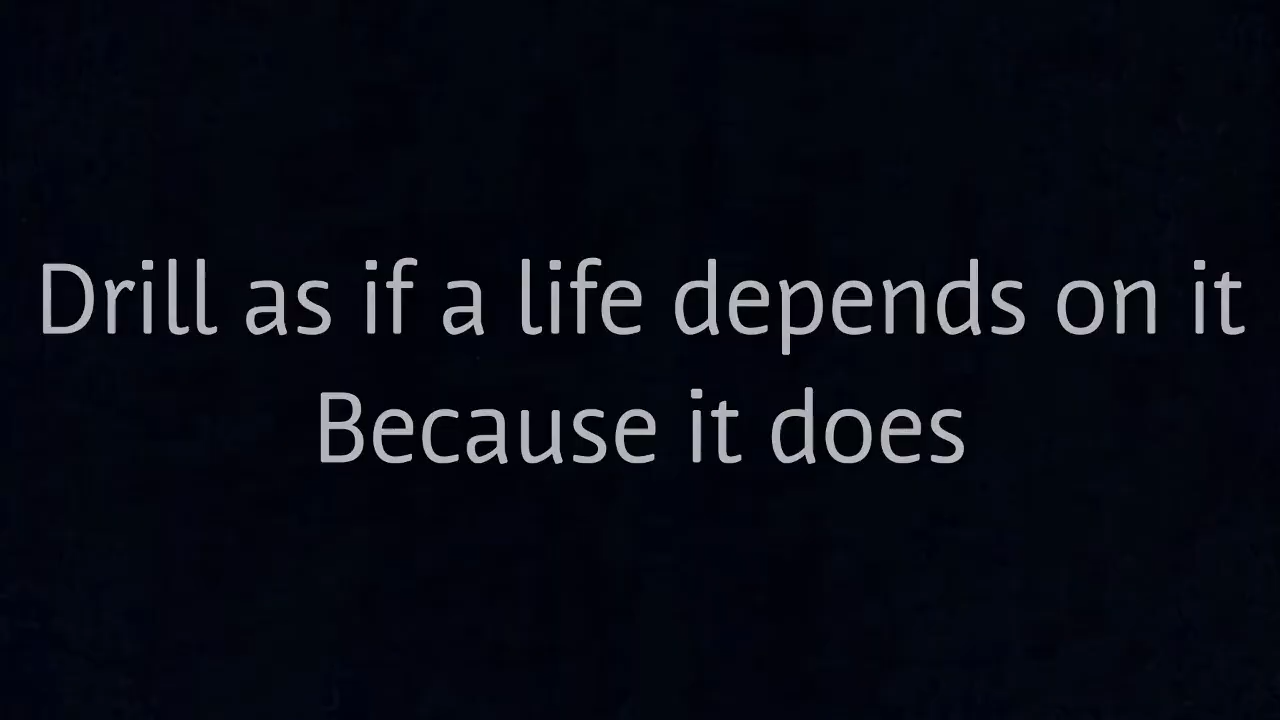 Drill as if a life depends on it
Because it does